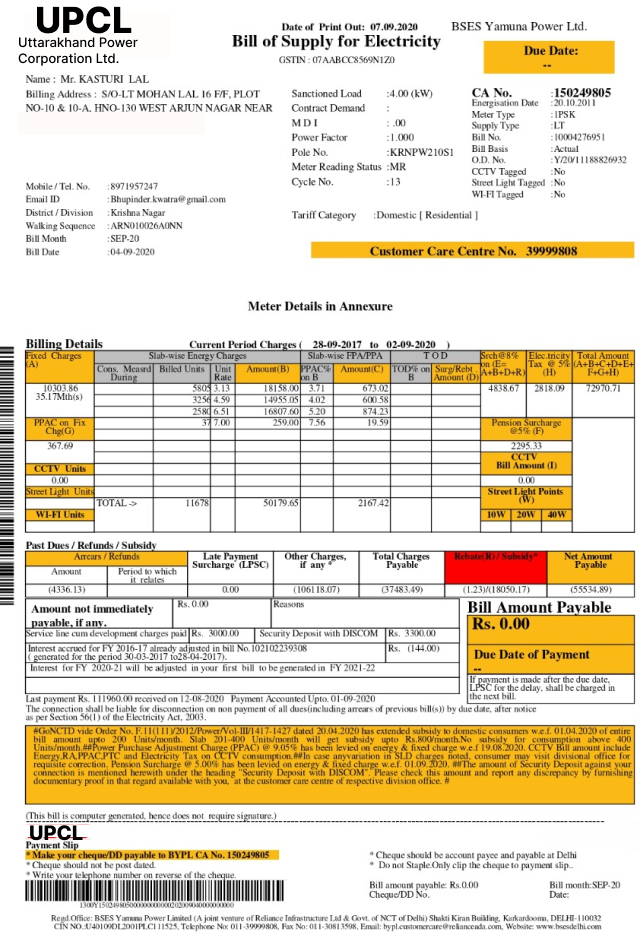 UPCL
Uttarakhand Power
Corporation Ltd.
Date of Print Out: 07.09.2020
BSES Yamuna Power Ltd.
Bill of Supply for Electricity
GSTIN : 07AABCC8569N1Z0
Due Date:
--
Name : Mr. KASTURI LAL
Billing Address : S/O-LT MOHAN LAL 16 F/F, PLOT
NO-10 & 10-A, HNO-130 WEST ARJUN NAGAR NEAR
Mobile / Tel. No. :8971957247
Email ID :Bhupinder.kwatra@gmail.com
District / Division :Krishna Nagar
Walking Sequence :ARN010026A0NN
Bill Month :SEP-20
Bill Date :04-09-2020
Sanctioned Load :4.00 (kW)
Contract Demand :
M D I : .00
Power Factor :1.000
Pole No. :KRNPW210S1
Meter Reading Status :MR
Cycle No. :13
Tariff Category :Domestic [ Residential ]
CA No. :150249805
Energisation Date :20.10.2011
Meter Type :1PSK
Supply Type :LT
Bill No. :10004276951
Bill Basis :Actual
O.D. No. :Y/20/11188826932
CCTV Tagged :No
Street Light Tagged :No
WI-FI Tagged :No
Customer Care Centre No. 39999808
Meter Details in Annexure
Billing Details
Current Period Charges ( 28-09-2017 to 02-09-2020 )
Fixed Charges (A) Slab-wise Energy Charges Slab-wise FPA/PPA T O D Srch@8% on (E= A+B+D+R) Elec.tricity Tax @ 5% (H) Total Amount (A+B+C+D+E+ F+G+H)
Cons. Measrd During Billed Units Unit Rate Amount(B) PPAC% on B Amount(C) TOD% on B Surg/Rebt Amount (D)
10303.86 5805 3.13 18158.00 3.71 673.02 4838.67 2818.09 72970.71
35.17Mth(s) 3256 4.59 14955.05 4.02 600.58
2580 6.51 16807.60 5.20 874.23
PPAC on Fix Chg(G) 37 7.00 259.00 7.56 19.59 Pension Surcharge @5% (F)
367.69 2295.33
CCTV Units CCTV Bill Amount (I)
0.00 0.00
Street Light Units TOTAL -> 11678 50179.65 2167.42 Street Light Points (W)
WI-FI Units 10W 20W 40W
Past Dues / Refunds / Subsidy
Arrears / Refunds Late Payment Surcharge (LPSC) Other Charges, if any * Total Charges Payable Rebate(R) / Subsidy* Net Amount Payable
Amount Period to which it relates
(4336.13) 0.00 (106118.07) (37483.49) (1.23)/(18050.17) (55534.89)
Amount not immediately payable, if any. Rs. 0.00 Reasons
Service line cum development charges paid Rs. 3000.00 Security Deposit with DISCOM Rs. 3300.00
Interest accrued for FY 2016-17 already adjusted in bill No.102102239308 Rs. (144.00)
( generated for the period 30-03-2017 to28-04-2017).
Interest for FY 2020-21 will be adjusted in your first bill to be generated in FY 2021-22
Bill Amount Payable
Rs. 0.00
Due Date of Payment
--
If payment is made after the due date,
LPSC for the delay, shall be charged in
the next bill.
Last payment Rs. 111960.00 received on 12-08-2020 Payment Accounted Upto. 01-09-2020
The connection shall be liable for disconnection on non payment of all dues(including arrears of previous bill(s)) by due date, after notice
as per Section 56(1) of the Electricity Act, 2003.
#GoNCTD vide Order No. F.11(111)/2012/Power/Vol-III/1417-1427 dated 20.04.2020 has extended subsidy to domestic consumers w.e.f. 01.04.2020 of entire
bill amount upto 200 Units/month. Slab 201-400 Units/month will get subsidy upto Rs.800/month.No subsidy for consumption above 400
Units/month.##Power Purchase Adjustment Charge (PPAC) @ 9.05% has been levied on energy & fixed charge w.e.f 19.08.2020. CCTV Bill amount include
Energy,RA,PPAC,PTC and Electricity Tax on CCTV consumption.##In case anyvariation in SLD charges noted, consumer may visit divisional office for
requisite correction. Pension Surcharge @ 5.00% has been levied on energy & fixed charge w.e.f. 01.09.2020. ##The amount of Security Deposit against your
connection is mentioned herewith under the heading "Security Deposit with DISCOM". Please check this amount and report any discrepancy by furnishing
documentary proof in that regard available with you, at the customer care centre of respective division office. #
(This bill is computer generated, hence does not require signature.)
UPCL
Payment Slip
* Make your cheque/DD payable to BYPL CA No. 150249805
* Cheque should not be post dated.
* Write your telephone number on reverse of the cheque.
* Cheque should be account payee and payable at Delhi
* Do not Staple.Only clip the cheque to payment slip..
Bill amount payable: Rs.0.00 Bill month:SEP-20
Cheque/DD No. Date:
Regd.Office: BSES Yamuna Power Limited (A joint venture of Reliance Infrastructure Ltd & Govt. of NCT of Delhi) Shakti Kiran Building, Karkardooma, DELHI-110032
CIN NO.:U40109DL2001PLC111525, Telephone No: 011-39999808, Fax No: 011-30813598, Email: bypl.customercare@relianceada.com, Website: www.bsesdelhi.com